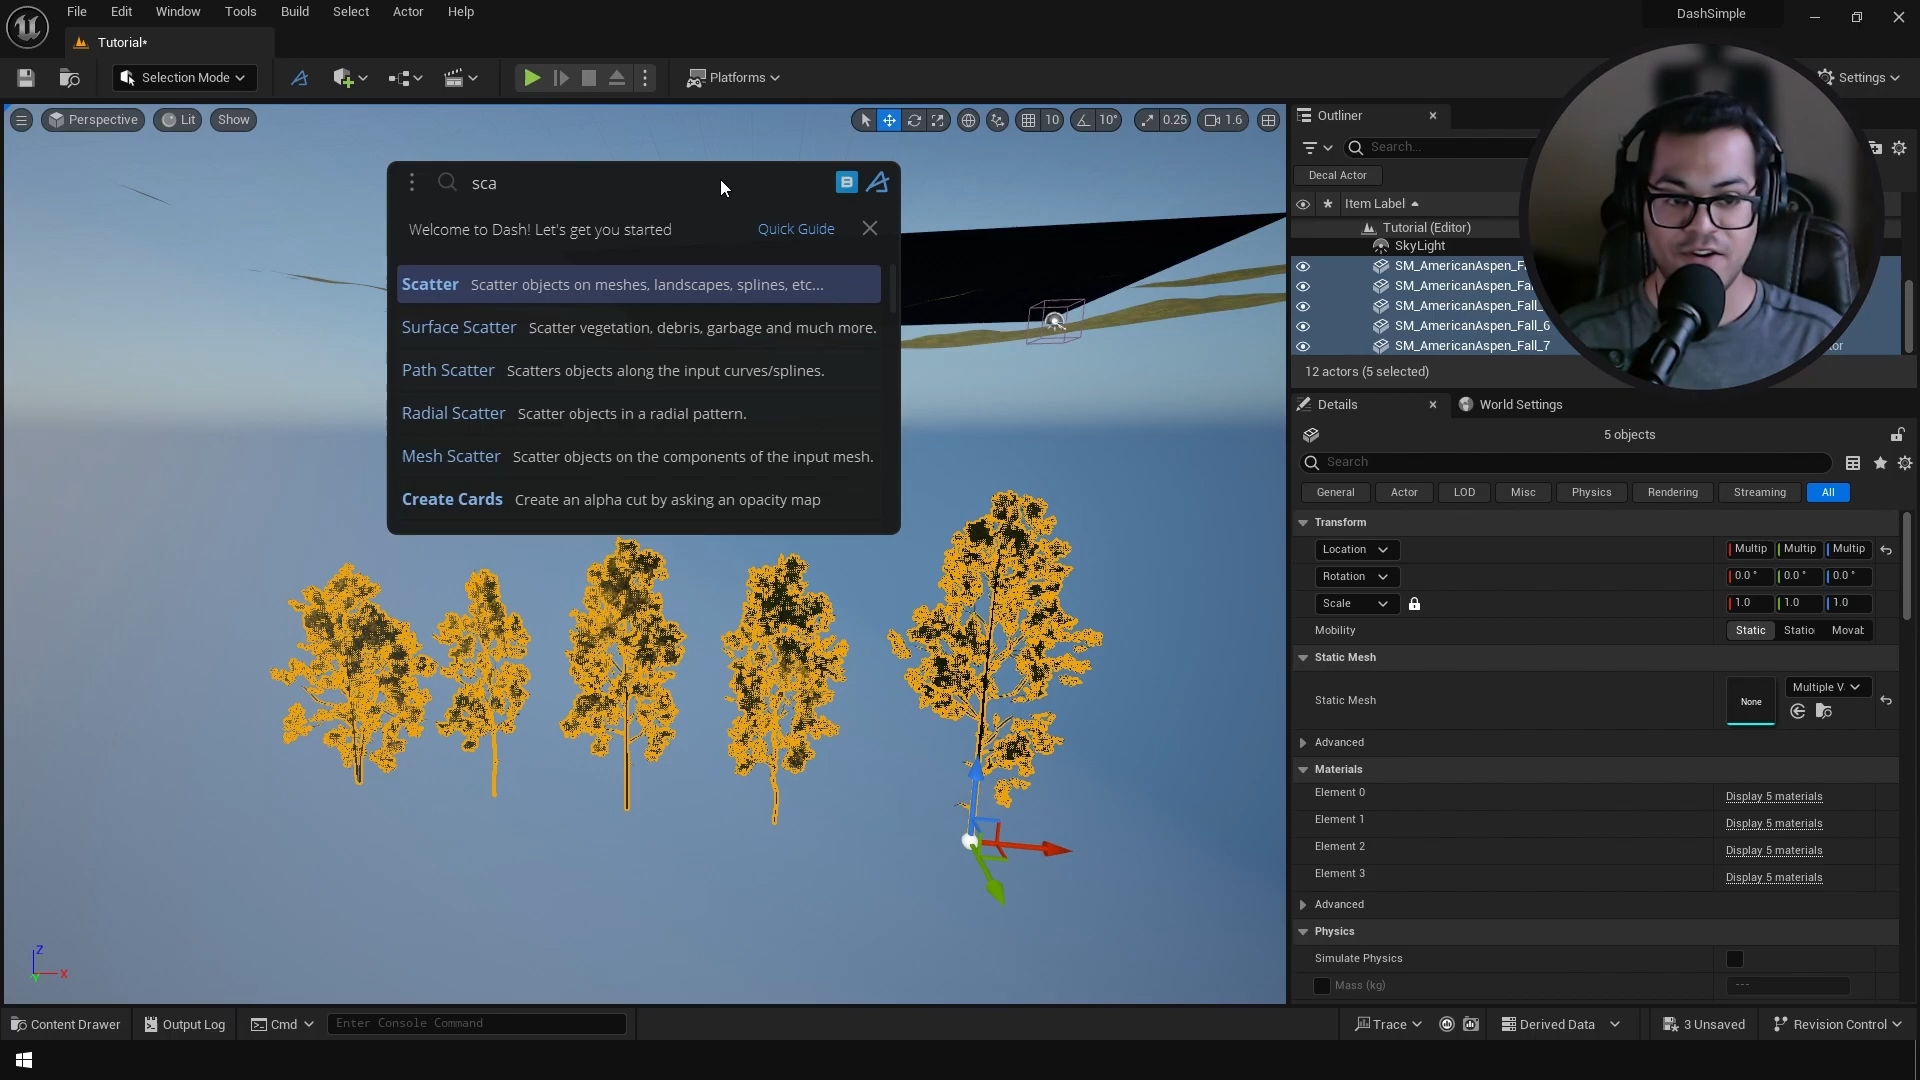 File Edit Window Tools Build Select Actor Help
DashSimple
Tutorial*
Selection Mode
Platforms
Settings
Perspective
Lit
Show
10
10°
0.25
1.6
sca
Welcome to Dash! Let's get you started
Quick Guide
Scatter Scatter objects on meshes, landscapes, splines, etc...
Surface Scatter Scatter vegetation, debris, garbage and much more.
Path Scatter Scatters objects along the input curves/splines.
Radial Scatter Scatter objects in a radial pattern.
Mesh Scatter Scatter objects on the components of the input mesh.
Create Cards Create an alpha cut by asking an opacity map
Z
X
Outliner
Search...
Decal Actor
Item Label
Tutorial (Editor)
SkyLight
SM_AmericanAspen_F
SM_AmericanAspen_Fa
SM_AmericanAspen_Fall_
SM_AmericanAspen_Fall_6
SM_AmericanAspen_Fall_7
12 actors (5 selected)
Details
World Settings
5 objects
Search
General Actor LOD Misc Physics Rendering Streaming All
Transform
Location Multip Multip Multip
Rotation 0.0 ° 0.0 ° 0.0 °
Scale 1.0 1.0 1.0
Mobility Static Statio Movab
Static Mesh
Static Mesh None Multiple V
Advanced
Materials
Element 0 Display 5 materials
Element 1 Display 5 materials
Element 2 Display 5 materials
Element 3 Display 5 materials
Advanced
Physics
Simulate Physics
Mass (kg) ---
Content Drawer
Output Log
Cmd
Enter Console Command
Trace
Derived Data
3 Unsaved
Revision Control